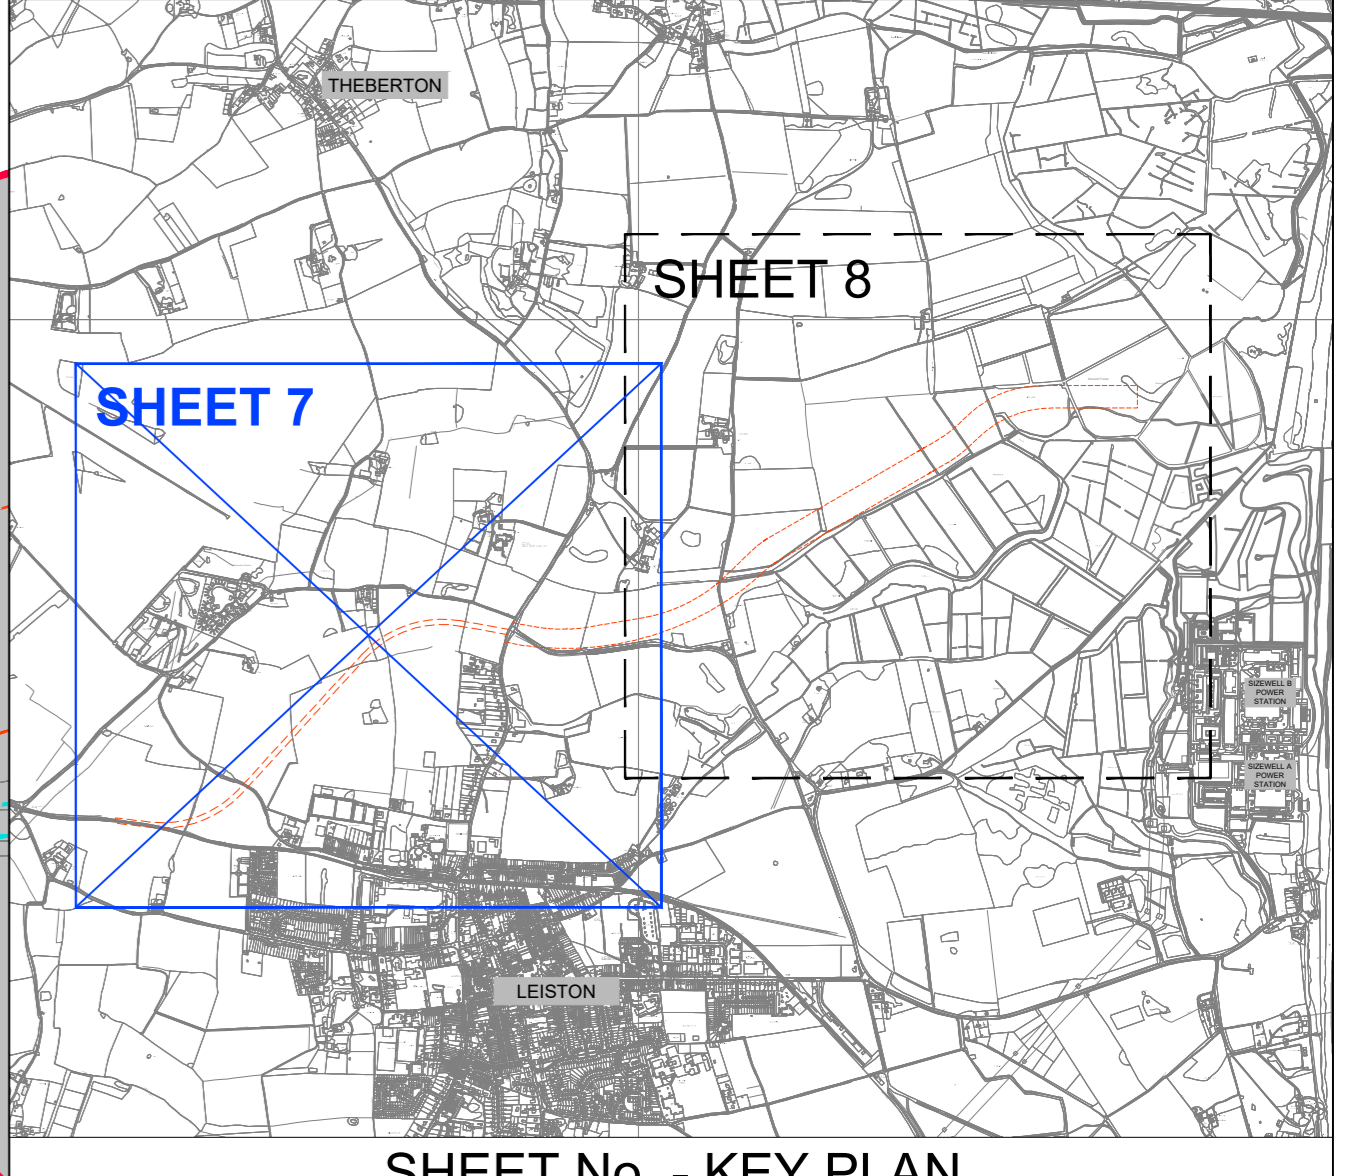 THEBERTON
SHEET 8
SHEET 7
SIZEWELL B
POWER
STATION
SIZEWELL A
POWER
STATION
LEISTON
SHEET No. - KEY PLAN